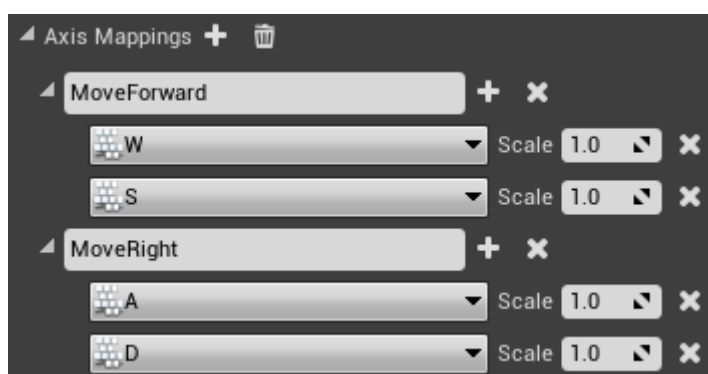 Axis Mappings
MoveForward
W Scale 1.0
S Scale 1.0
MoveRight
A Scale 1.0
D Scale 1.0